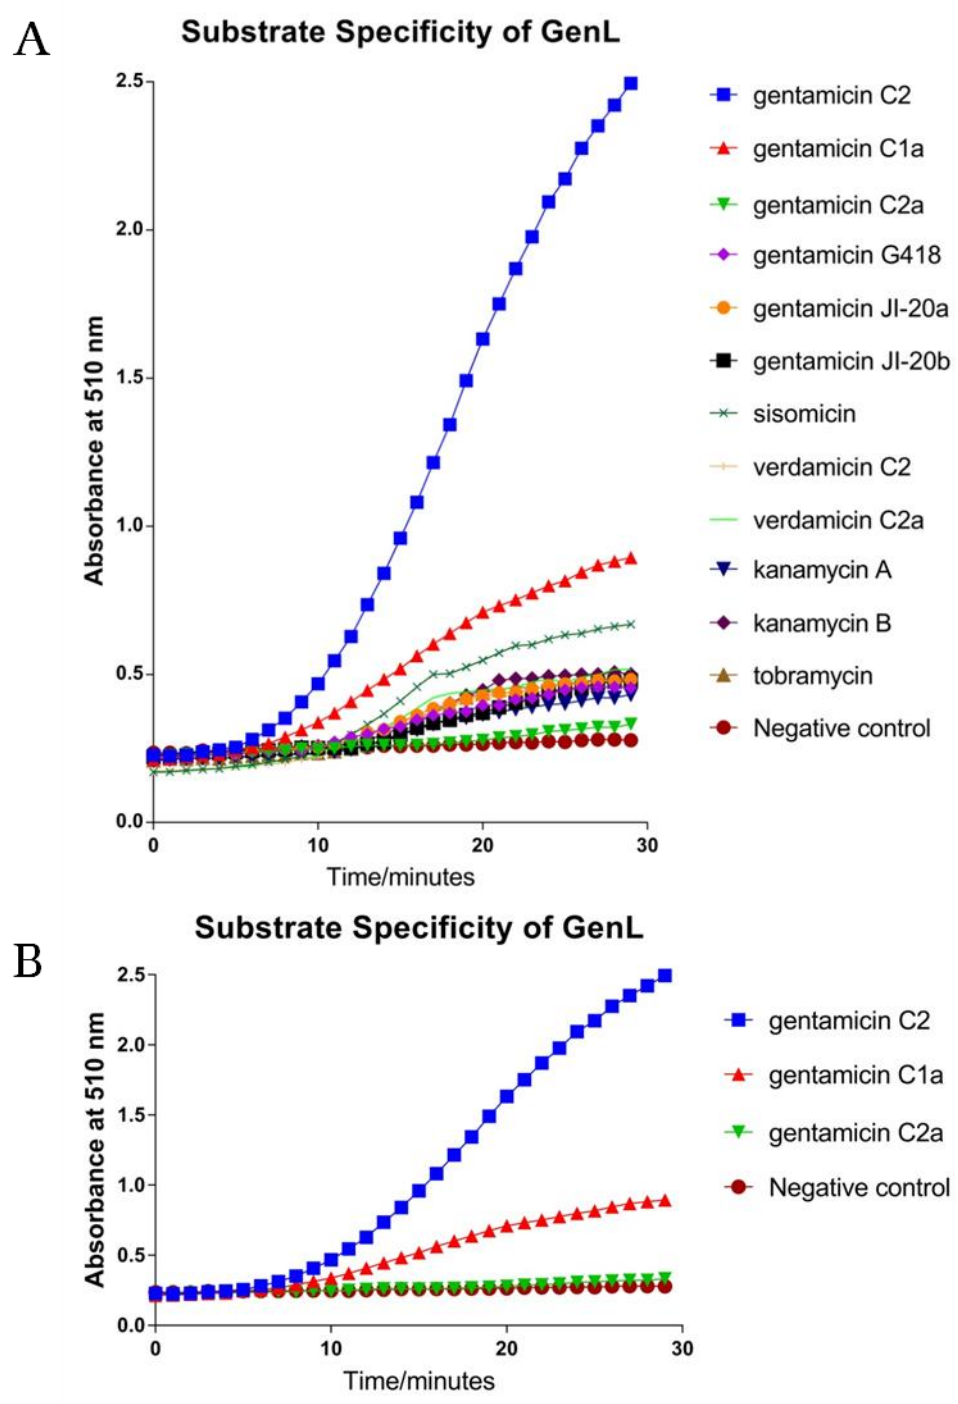 A
Substrate Specificity of GenL
2.5
2.0
1.5
1.0
0.5
0.0
Absorbance at 510 nm
0 10 20 30
Time/minutes
gentamicin C2
gentamicin C1a
gentamicin C2a
gentamicin G418
gentamicin JI-20a
gentamicin JI-20b
sisomicin
verdamicin C2
verdamicin C2a
kanamycin A
kanamycin B
tobramycin
Negative control
B
Substrate Specificity of GenL
2.5
2.0
1.5
1.0
0.5
0.0
Absorbance at 510 nm
0 10 20 30
Time/minutes
gentamicin C2
gentamicin C1a
gentamicin C2a
Negative control